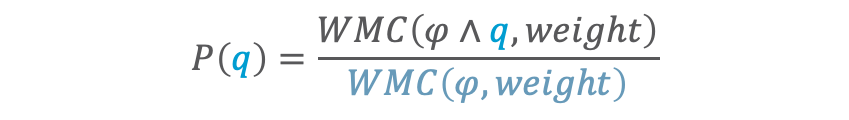 P(q) = WMC(φ ∧ q, weight)
WMC(φ, weight)